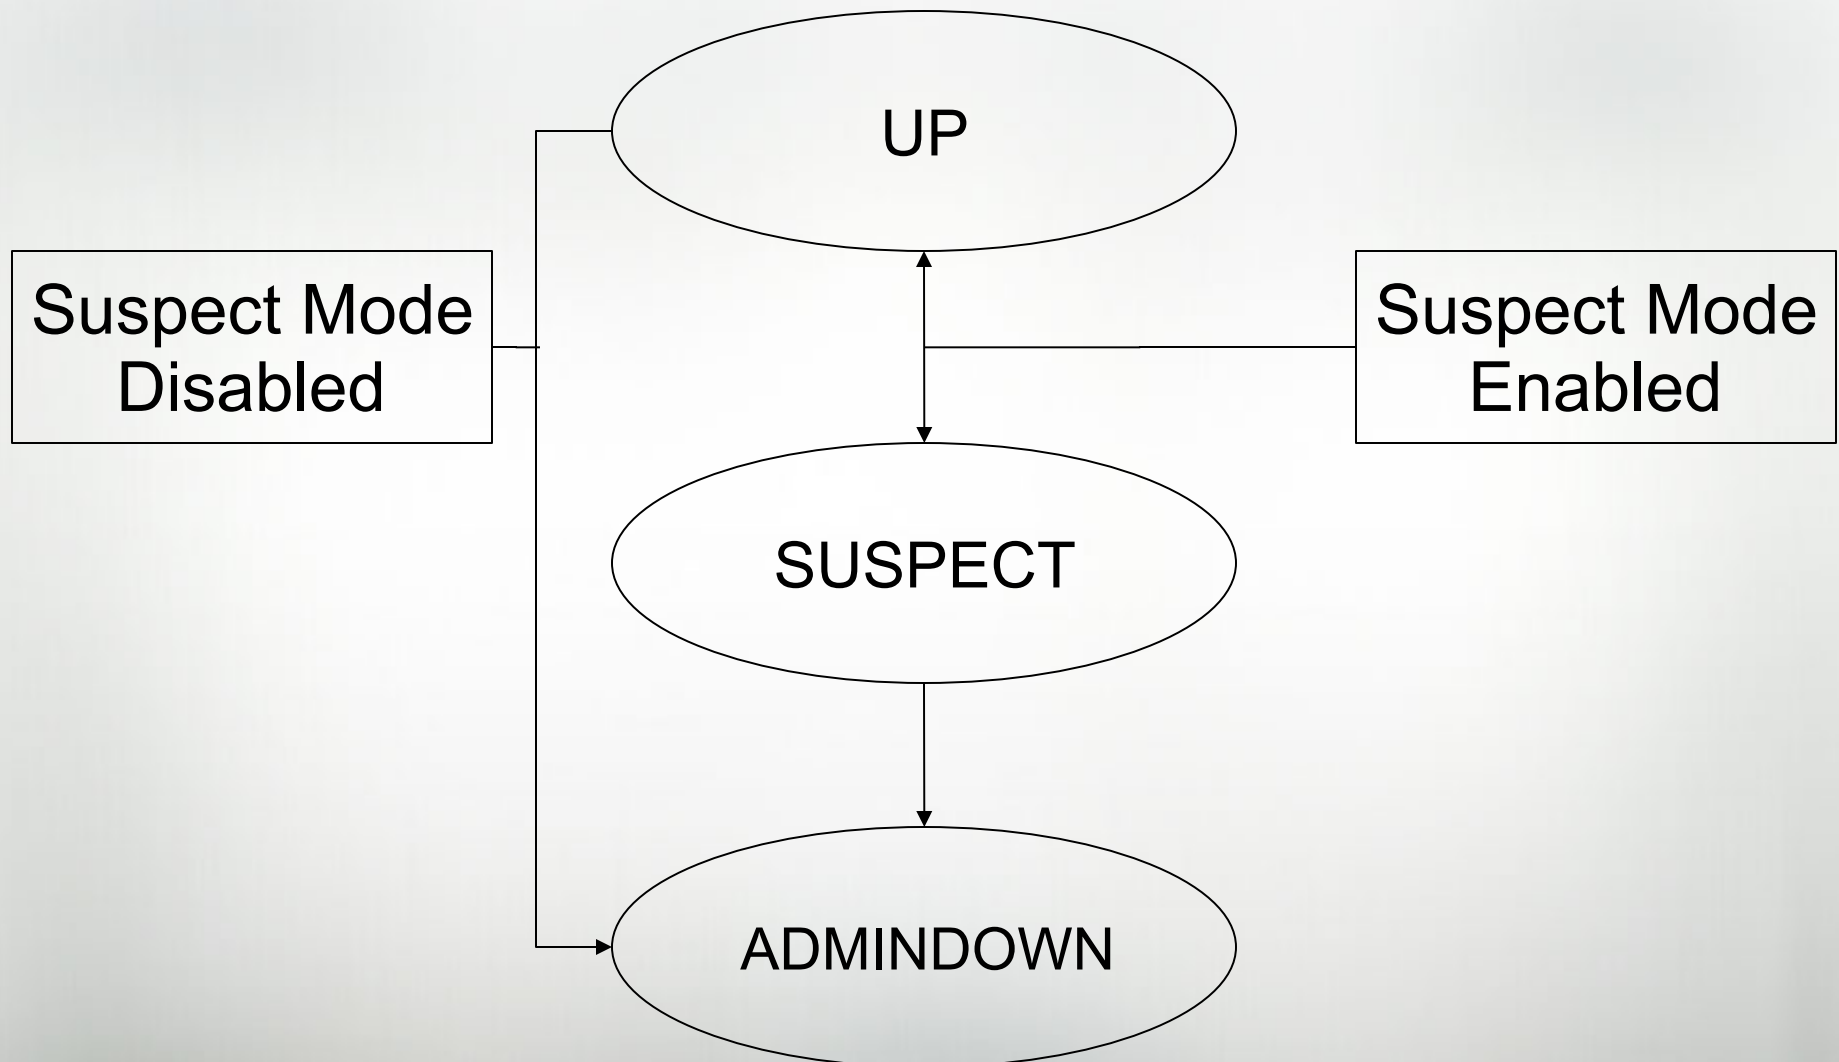 UP
Suspect Mode
Disabled
Suspect Mode
Enabled
SUSPECT
ADMINDOWN